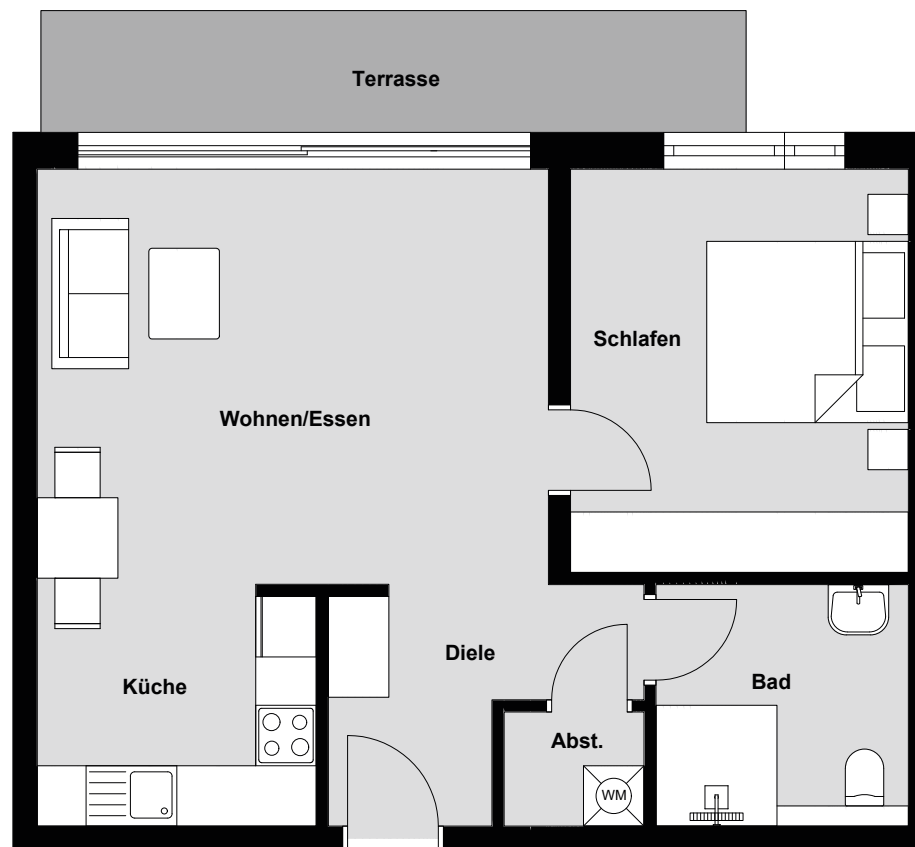 Terrasse
Schlafen
Wohnen/Essen
Diele
Küche
Bad
Abst.
WM